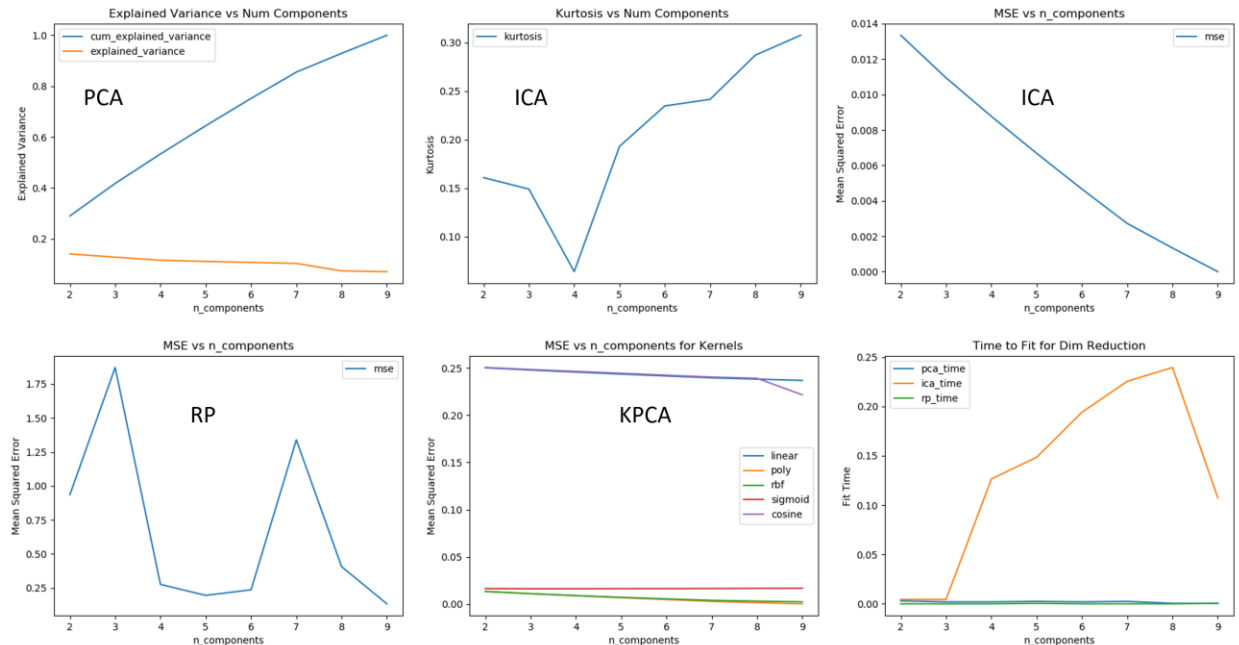 Explained Variance vs Num Components
cum_explained_variance
explained_variance
PCA
Explained Variance
1.0
0.8
0.6
0.4
0.2
2 3 4 5 6 7 8 9
n_components
Kurtosis vs Num Components
kurtosis
ICA
Kurtosis
0.30
0.25
0.20
0.15
0.10
2 3 4 5 6 7 8 9
n_components
MSE vs n_components
mse
ICA
Mean Squared Error
0.014
0.012
0.010
0.008
0.006
0.004
0.002
0.000
2 3 4 5 6 7 8 9
n_components
MSE vs n_components
mse
RP
Mean Squared Error
1.75
1.50
1.25
1.00
0.75
0.50
0.25
2 3 4 5 6 7 8 9
n_components
MSE vs n_components for Kernels
KPCA
linear
poly
rbf
sigmoid
cosine
Mean Squared Error
0.25
0.20
0.15
0.10
0.05
0.00
2 3 4 5 6 7 8 9
n_components
Time to Fit for Dim Reduction
pca_time
ica_time
rp_time
Fit Time
0.25
0.20
0.15
0.10
0.05
0.00
2 3 4 5 6 7 8 9
n_components